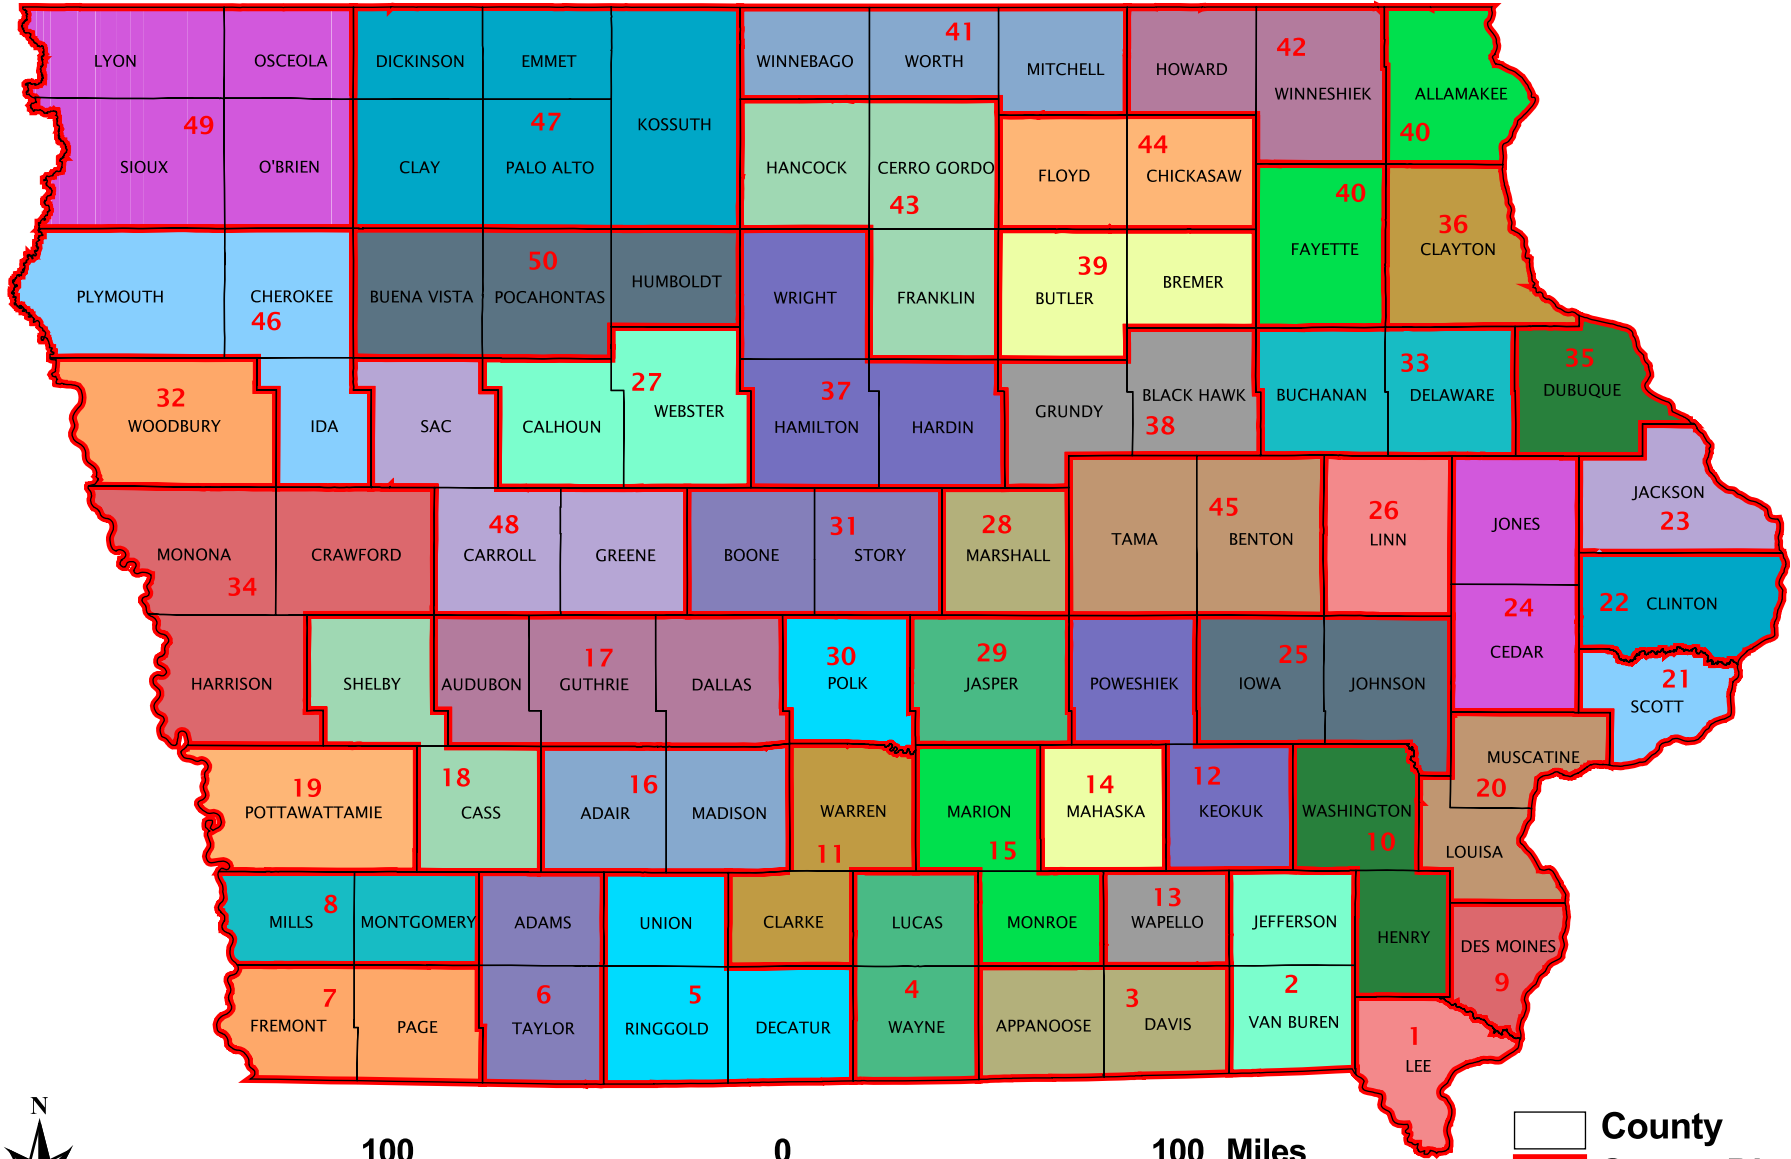 LYON
OSCEOLA
DICKINSON
EMMET
KOSSUTH
WINNEBAGO
41
WORTH
MITCHELL
HOWARD
42
WINNESHIEK
ALLAMAKEE
40
49
SIOUX
O'BRIEN
CLAY
47
PALO ALTO
HANCOCK
CERRO GORDO
43
FLOYD
44
CHICKASAW
40
FAYETTE
36
CLAYTON
PLYMOUTH
CHEROKEE
46
BUENA VISTA
50
POCAHONTAS
HUMBOLDT
WRIGHT
FRANKLIN
39
BUTLER
BREMER
32
WOODBURY
IDA
SAC
CALHOUN
27
WEBSTER
37
HAMILTON
HARDIN
GRUNDY
BLACK HAWK
38
BUCHANAN
33
DELAWARE
35
DUBUQUE
MONONA
34
CRAWFORD
48
CARROLL
GREENE
BOONE
31
STORY
28
MARSHALL
TAMA
45
BENTON
26
LINN
JONES
JACKSON
23
24
CEDAR
22 CLINTON
HARRISON
SHELBY
AUDUBON
17
GUTHRIE
DALLAS
30
POLK
29
JASPER
POWESHIEK
25
IOWA
JOHNSON
21
SCOTT
MUSCATINE
20
19
POTTAWATTAMIE
18
CASS
16
ADAIR
MADISON
WARREN
11
MARION
15
14
MAHASKA
12
KEOKUK
WASHINGTON
10
LOUISA
MILLS
8
MONTGOMERY
ADAMS
UNION
CLARKE
LUCAS
MONROE
13
WAPELLO
JEFFERSON
HENRY
DES MOINES
9
7
FREMONT
PAGE
6
TAYLOR
5
RINGGOLD
DECATUR
4
WAYNE
APPANOOSE
3
DAVIS
2
VAN BUREN
1
LEE
N
100 0 100 Miles
County